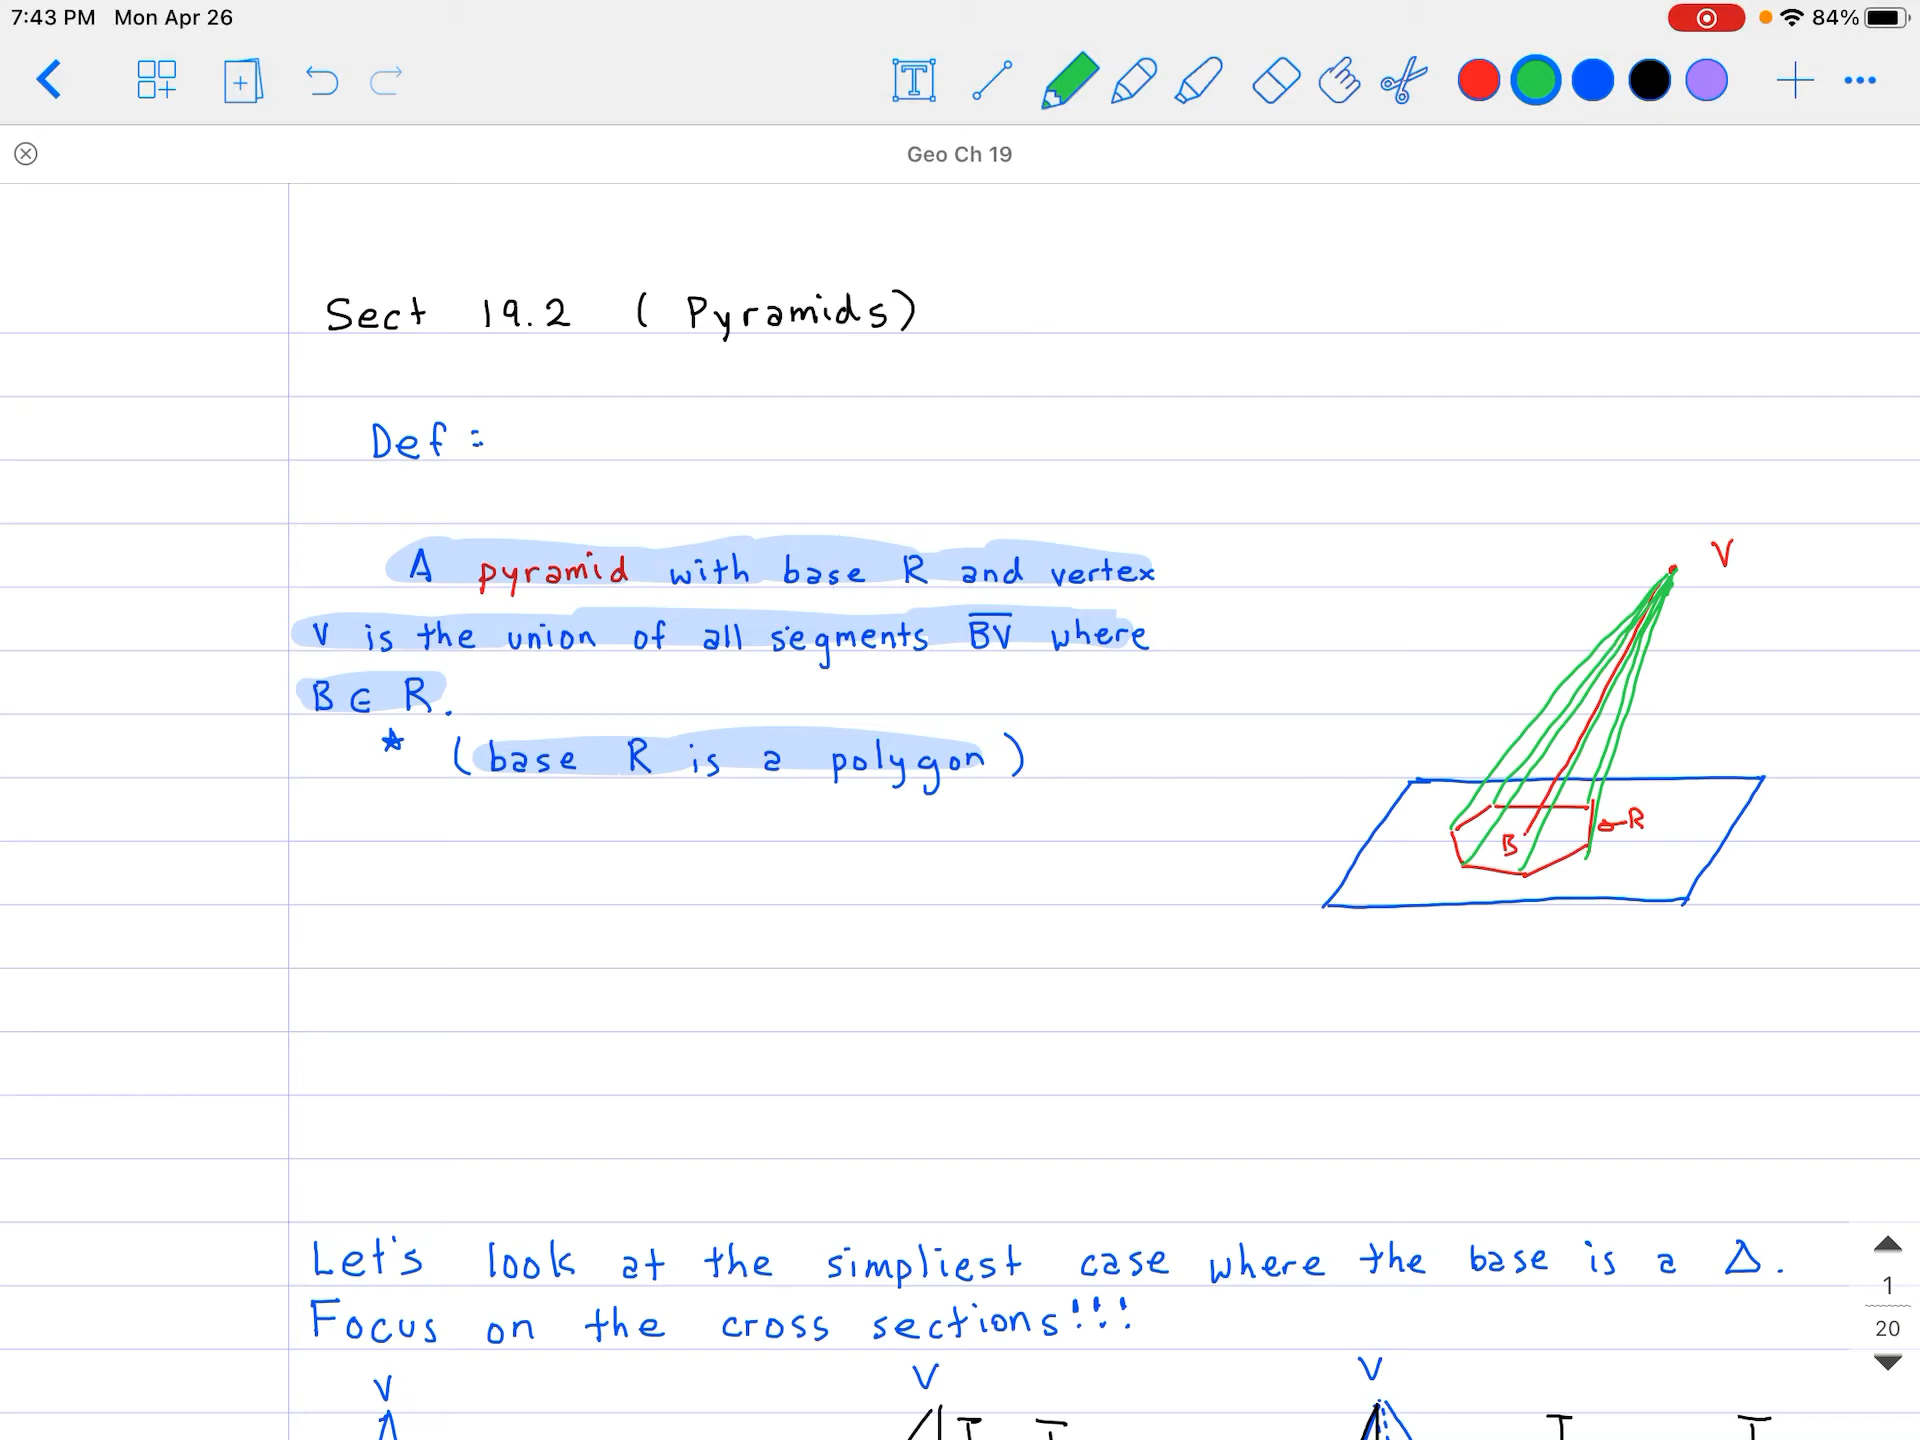 7:43 PM Mon Apr 26
84%
T
Geo Ch 19
Sect 19.2 ( Pyramids)
Def :
A pyramid with base R and vertex
V is the union of all segments B̅V̅ where
B ∈ R.
★ (base R is a polygon)
V
R
B
Let's look at the simpliest case where the base is a Δ.
Focus on the cross sections!!!
1
20
V
V
V